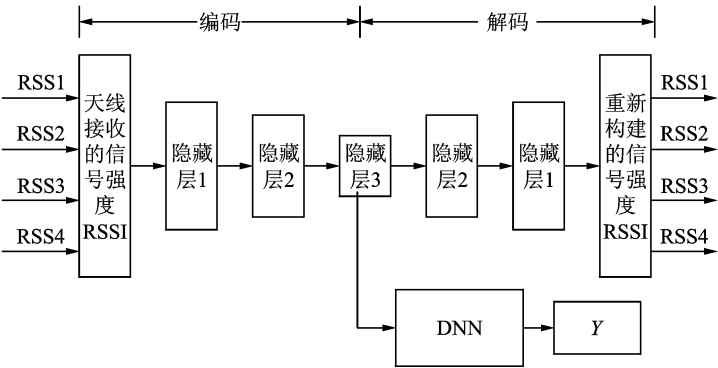 编码
解码
RSS1
RSS2
RSS3
RSS4
天线
接收
的信
号强
度
RSSI
隐藏
层1
隐藏
层2
隐藏
层3
隐藏
层2
隐藏
层1
重新
构建
的信
号强
度
RSSI
RSS1
RSS2
RSS3
RSS4
DNN
Y